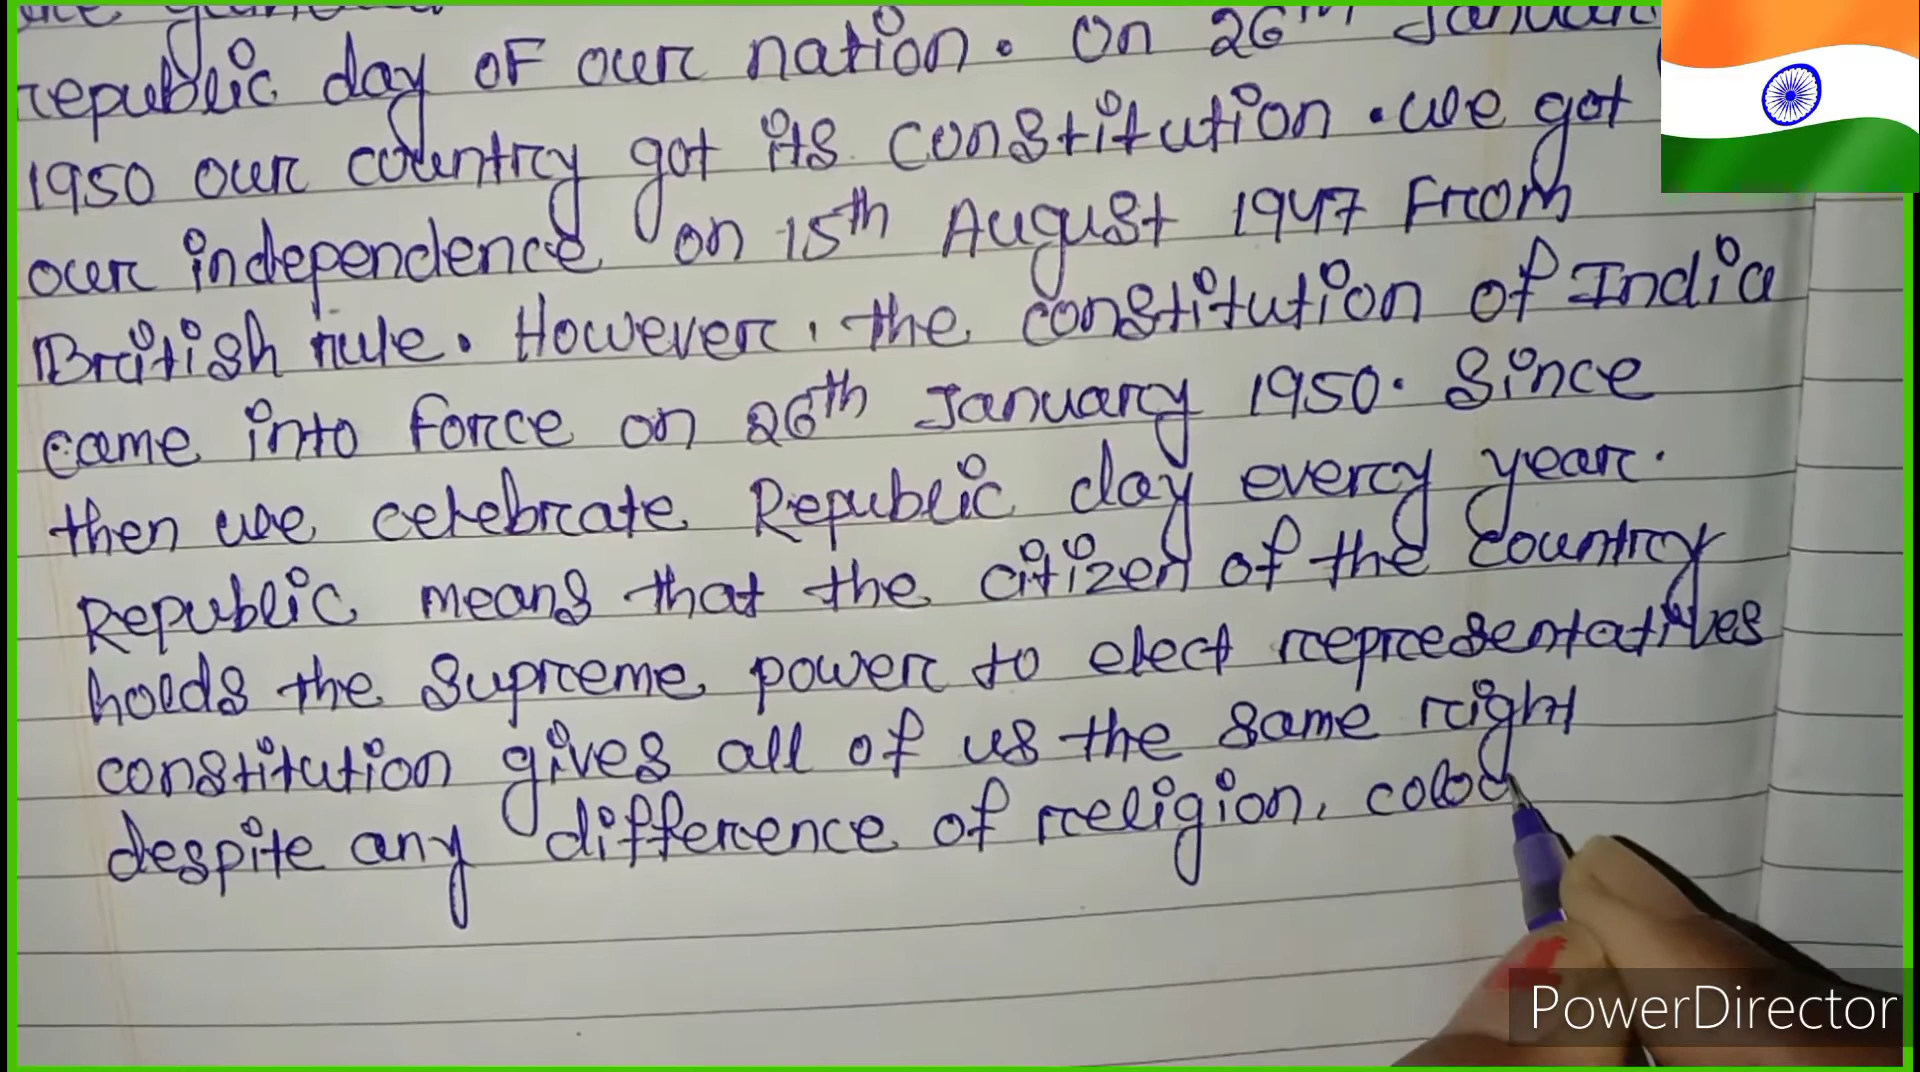 republic day of our nation. On 26th January
1950 our country got its constitution. we got
our independence on 15th August 1947 From
British rule. However, the constitution of India
came into force on 26th January 1950. Since
then we celebrate Republic day every year.
Republic means that the citizen of the country
holds the supreme power to elect representatives
constitution gives all of us the same right
despite any difference of religion, colou
PowerDirector